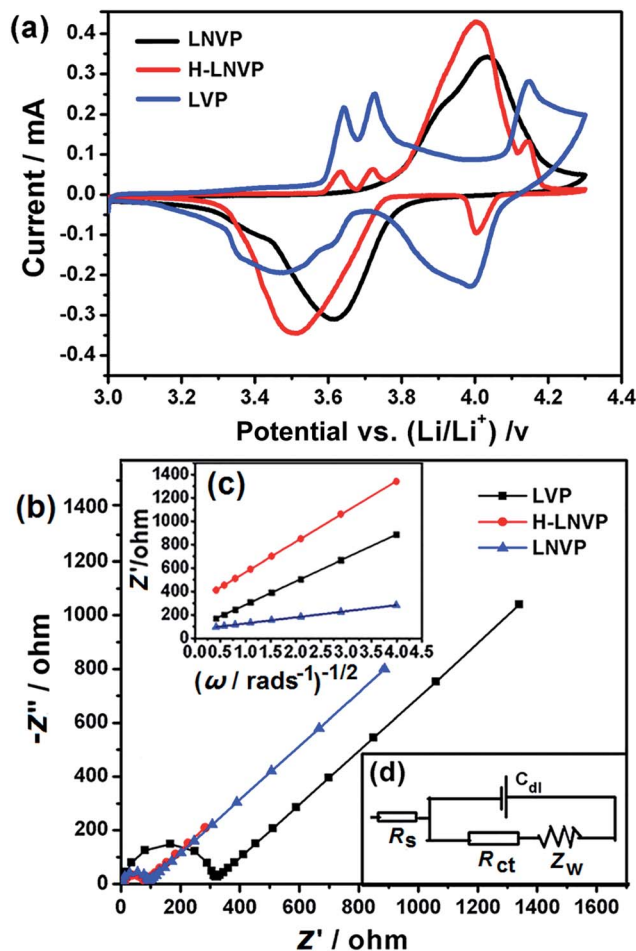 (a)
LNVP
H-LNVP
LVP
Current / mA
0.4
0.3
0.2
0.1
0.0
-0.1
-0.2
-0.3
-0.4
3.0 3.2 3.4 3.6 3.8 4.0 4.2 4.4
Potential vs. (Li/Li⁺) /v
(b)
LVP
H-LNVP
LNVP
-Z'' / ohm
1400
1200
1000
800
600
400
200
0
0 200 400 600 800 1000 1200 1400 1600
Z' / ohm
(c)
Z'/ohm
1400
1200
1000
800
600
400
200
0
0.0 0.5 1.0 1.5 2.0 2.5 3.0 3.5 4.0 4.5
(ω / rads⁻¹)⁻¹/²
(d)
C_dl
R_s
R_ct
Z_w